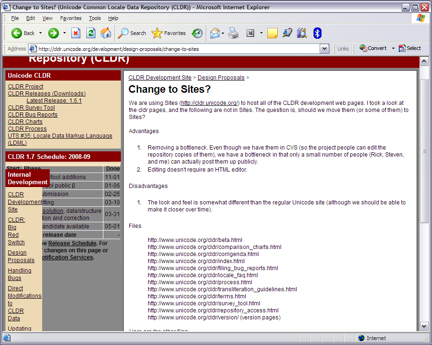 Change to Sites? (Unicode Common Locale Data Repository (CLDR)) - Microsoft Internet Explorer
File Edit View Favorites Tools Help
Back Search Favorites
Address http://cldr.unicode.org/development/design-proposals/change-to-sites Links Convert Select
Repository (CLDR)
Unicode CLDR
CLDR Project
CLDR Releases (Downloads)
Latest Release: 1.6.1
CLDR Survey Tool
CLDR Bug Reports
CLDR Charts
CLDR Process
UTS #35: Locale Data Markup Language
(LDML)
CLDR 1.7 Schedule: 2008-09
Phase Done
tool additions 11-01
public β 01-08
submission 02-25
tting 03-10
solution, data/structure
tion and correction 03-31
andidate available 05-01
release date --
e Release Schedule. For
f changes on this page or
otification Services.
Internal
Development
CLDR
Development
Site
CLDR:
Big
Red
Switch
Design
Proposals
Handling
Bugs
Direct
Modifications
to
CLDR
Data
Updating
CLDR Development Site > Design Proposals >
Change to Sites?
We are using Sites (http://cldr.unicode.org/) to host all of the CLDR development web pages. I took a look at
the cldr pages, and the following are not in Sites. The question is, should we move them (or some of them) to
Sites?
Advantages
1. Removing a bottleneck. Even though we have them in CVS (so the project people can edit the
repository copies of them), we have a bottleneck in that only a small number of people (Rick, Steven,
and me) can actually post them up publicly.
2. Editing doesn't require an HTML editor.
Disadvantages
1. The look and feel is somewhat different than the regular Unicode site (although we should be able to
make it closer over time).
Files
http://www.unicode.org/cldr/beta.html
http://www.unicode.org/cldr/comparison_charts.html
http://www.unicode.org/cldr/corrigenda.html
http://www.unicode.org/cldr/index.html
http://www.unicode.org/cldr/filing_bug_reports.html
http://www.unicode.org/cldr/locale_faq.html
http://www.unicode.org/cldr/process.html
http://www.unicode.org/cldr/transliteration_guidelines.html
http://www.unicode.org/cldr/terms.html
http://www.unicode.org/cldr/survey_tool.html
http://www.unicode.org/cldr/repository_access.html
http://www.unicode.org/cldr/version/ (version pages)
Internet